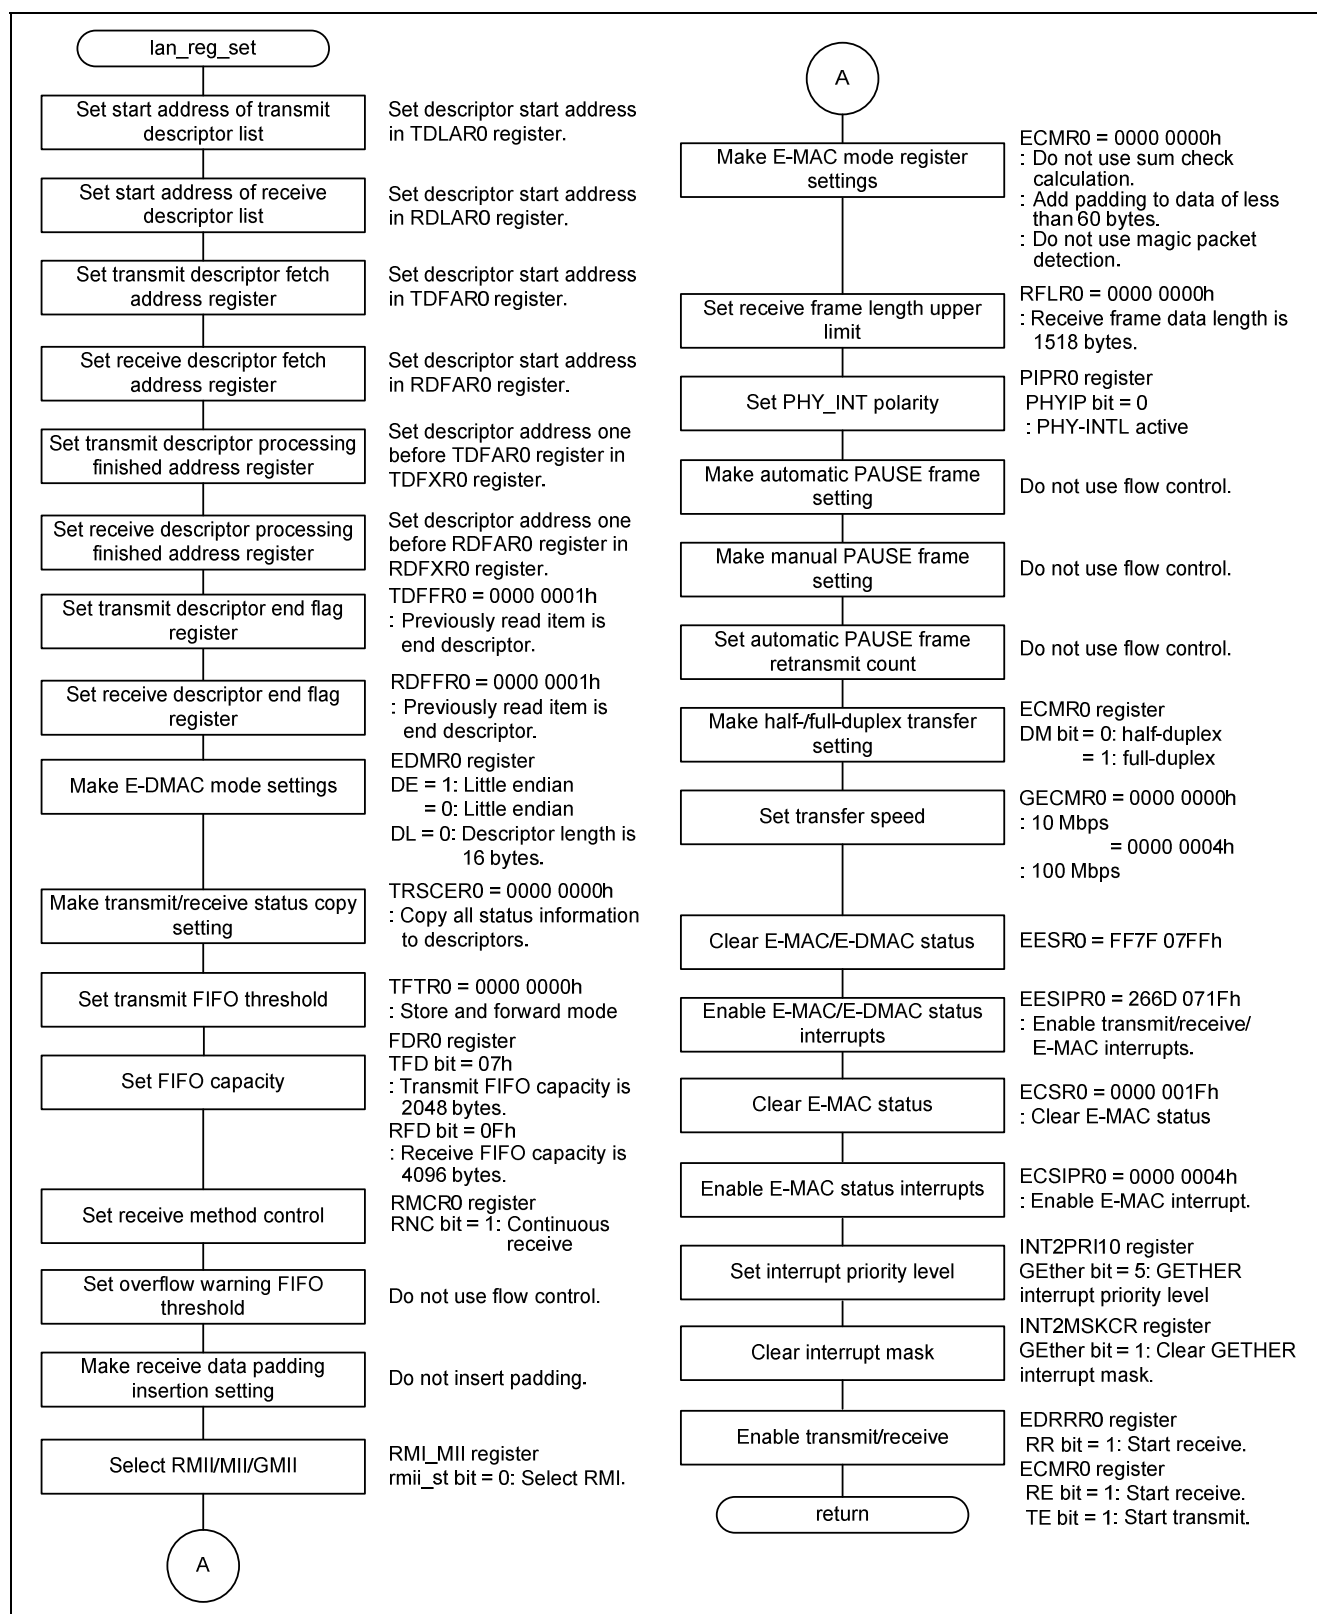 lan_reg_set
Set start address of transmit
descriptor list
Set descriptor start address
in TDLAR0 register.
Set start address of receive
descriptor list
Set descriptor start address
in RDLAR0 register.
Set transmit descriptor fetch
address register
Set descriptor start address
in TDFAR0 register.
Set receive descriptor fetch
address register
Set descriptor start address
in RDFAR0 register.
Set transmit descriptor processing
finished address register
Set descriptor address one
before TDFAR0 register in
TDFXR0 register.
Set receive descriptor processing
finished address register
Set descriptor address one
before RDFAR0 register in
RDFXR0 register.
Set transmit descriptor end flag
register
TDFFR0 = 0000 0001h
: Previously read item is
end descriptor.
Set receive descriptor end flag
register
RDFFR0 = 0000 0001h
: Previously read item is
end descriptor.
Make E-DMAC mode settings
EDMR0 register
DE = 1: Little endian
= 0: Little endian
DL = 0: Descriptor length is
16 bytes.
Make transmit/receive status copy
setting
TRSCER0 = 0000 0000h
: Copy all status information
to descriptors.
Set transmit FIFO threshold
TFTR0 = 0000 0000h
: Store and forward mode
Set FIFO capacity
FDR0 register
TFD bit = 07h
: Transmit FIFO capacity is
2048 bytes.
RFD bit = 0Fh
: Receive FIFO capacity is
4096 bytes.
Set receive method control
RMCR0 register
RNC bit = 1: Continuous
receive
Set overflow warning FIFO
threshold
Do not use flow control.
Make receive data padding
insertion setting
Do not insert padding.
Select RMII/MII/GMII
RMI_MII register
rmii_st bit = 0: Select RMI.
A
A
Make E-MAC mode register
settings
ECMR0 = 0000 0000h
: Do not use sum check
calculation.
: Add padding to data of less
than 60 bytes.
: Do not use magic packet
detection.
Set receive frame length upper
limit
RFLR0 = 0000 0000h
: Receive frame data length is
1518 bytes.
Set PHY_INT polarity
PIPR0 register
PHYIP bit = 0
: PHY-INTL active
Make automatic PAUSE frame
setting
Do not use flow control.
Make manual PAUSE frame
setting
Do not use flow control.
Set automatic PAUSE frame
retransmit count
Do not use flow control.
Make half-/full-duplex transfer
setting
ECMR0 register
DM bit = 0: half-duplex
= 1: full-duplex
Set transfer speed
GECMR0 = 0000 0000h
: 10 Mbps
= 0000 0004h
: 100 Mbps
Clear E-MAC/E-DMAC status
EESR0 = FF7F 07FFh
Enable E-MAC/E-DMAC status
interrupts
EESIPR0 = 266D 071Fh
: Enable transmit/receive/
E-MAC interrupts.
Clear E-MAC status
ECSR0 = 0000 001Fh
: Clear E-MAC status
Enable E-MAC status interrupts
ECSIPR0 = 0000 0004h
: Enable E-MAC interrupt.
Set interrupt priority level
INT2PRI10 register
GEther bit = 5: GETHER
interrupt priority level
Clear interrupt mask
INT2MSKCR register
GEther bit = 1: Clear GETHER
interrupt mask.
Enable transmit/receive
EDRRR0 register
RR bit = 1: Start receive.
ECMR0 register
RE bit = 1: Start receive.
TE bit = 1: Start transmit.
return